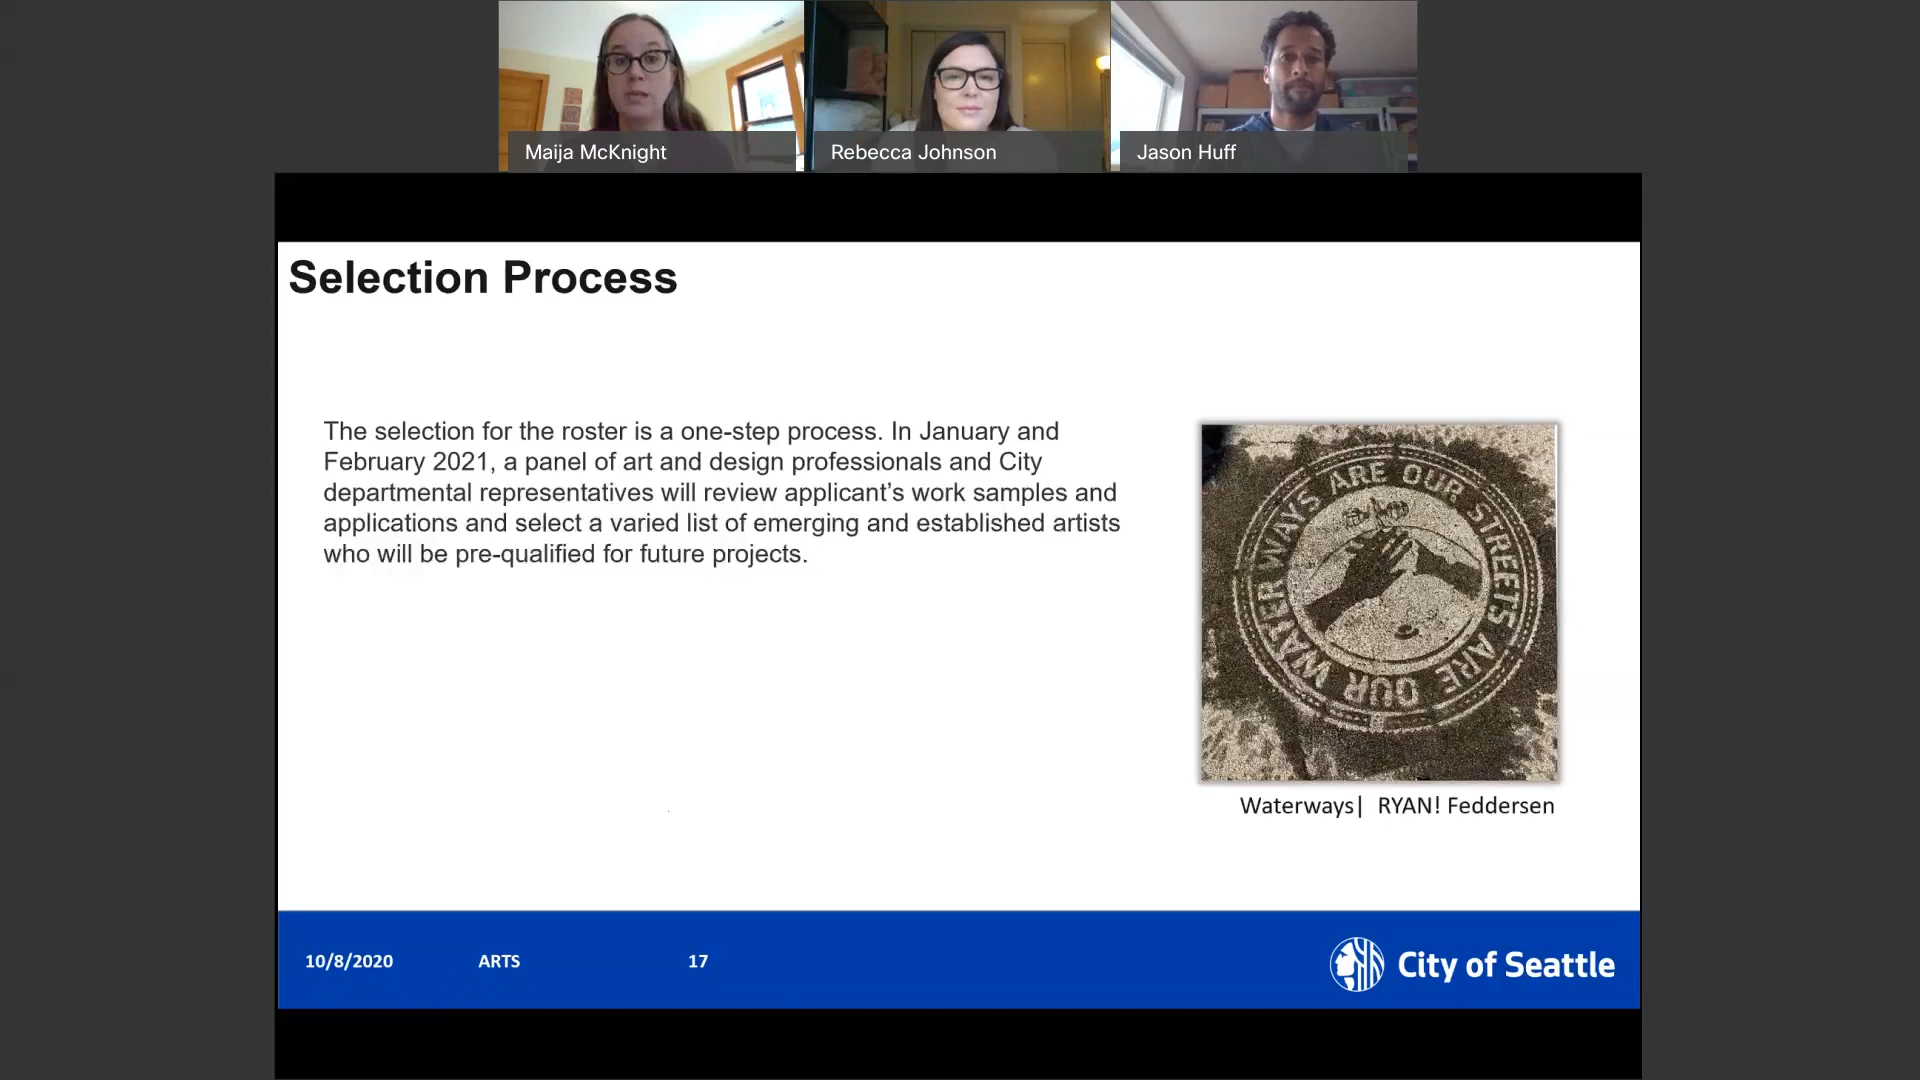 Maija McKnight
Rebecca Johnson
Jason Huff
Selection Process
The selection for the roster is a one-step process. In January and
February 2021, a panel of art and design professionals and City
departmental representatives will review applicant’s work samples and
applications and select a varied list of emerging and established artists
who will be pre-qualified for future projects.
WATERWAYS ARE OUR STREETS ARE OUR
Waterways| RYAN! Feddersen
10/8/2020
ARTS
17
City of Seattle